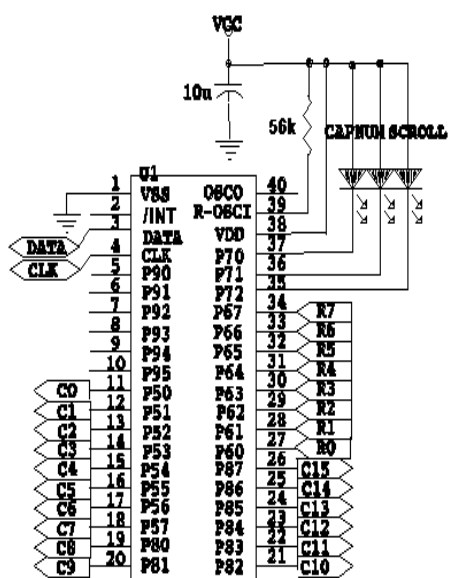 VGC
10u
56k
CAPNUM SCROLL
U1
1 VSS OSCO 40
2 /INT R-OSCI 39
3 DATA VDD 38
DATA
4 CLK P70 37
CLK
5 P90 P71 36
6 P91 P72 35
7 P92 P67 34 R7
8 P93 P66 33 R6
9 P94 P65 32 R5
10 P95 P64 31 R4
C0 11 P50 P63 30 R3
C1 12 P51 P62 29 R2
C2 13 P52 P61 28 R1
C3 14 P53 P60 27 R0
C4 15 P54 P87 26 C15
C5 16 P55 P86 25 C14
C6 17 P56 P85 24 C13
C7 18 P57 P84 23 C12
C8 19 P80 P83 22 C11
C9 20 P81 P82 21 C10